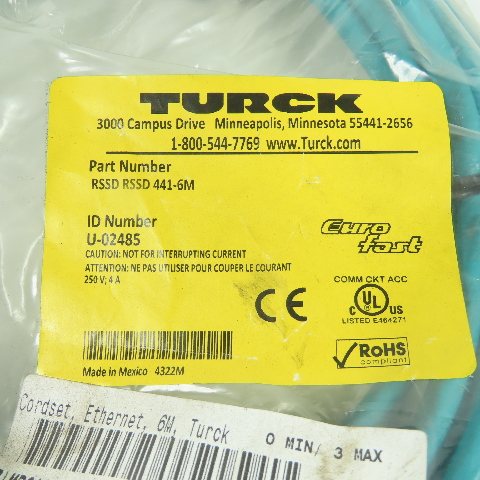 TURCK
3000 Campus Drive Minneapolis, Minnesota 55441-2656
1-800-544-7769 www.Turck.com
Part Number
RSSD RSSD 441-6M
ID Number
U-02485
CAUTION: NOT FOR INTERRUPTING CURRENT
ATTENTION: NE PAS UTILISER POUR COUPER LE COURANT
250 V; 4 A
Euro
fast
CE
COMM CKT ACC
C UL US
LISTED E464271
RoHS
compliant
Made in Mexico 4322M
Cordset, Ethernet, 6M, Turck 0 MIN/ 3 MAX